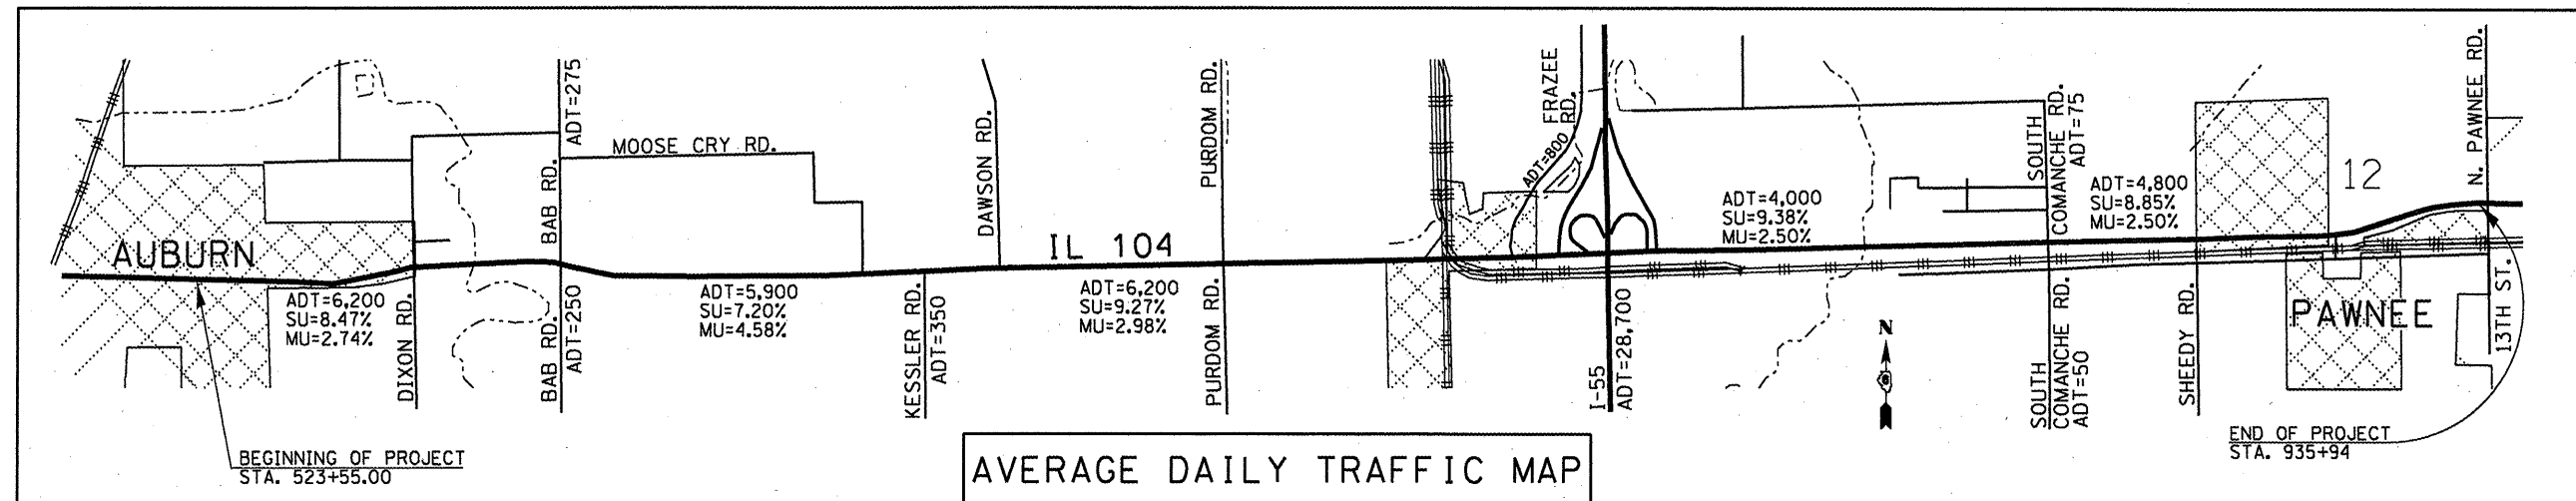 AUBURN
ADT=6,200
SU=8.47%
MU=2.74%
BEGINNING OF PROJECT
STA. 523+55.00
DIXON RD.
BAB RD.
ADT=275
BAB RD.
ADT=250
MOOSE CRY RD.
ADT=5,900
SU=7.20%
MU=4.58%
KESSLER RD.
ADT=350
DAWSON RD.
IL 104
ADT=6,200
SU=9.27%
MU=2.98%
PURDOM RD.
PURDOM RD.
FRAZEE
RD.
ADT=800
I-55
ADT=28,700
ADT=4,000
SU=9.38%
MU=2.50%
N
SOUTH
COMANCHE RD.
ADT=75
SOUTH
COMANCHE RD.
ADT=50
ADT=4,800
SU=8.85%
MU=2.50%
SHEEDY RD.
12
PAWNEE
N. PAWNEE RD.
13TH ST.
END OF PROJECT
STA. 935+94
AVERAGE DAILY TRAFFIC MAP